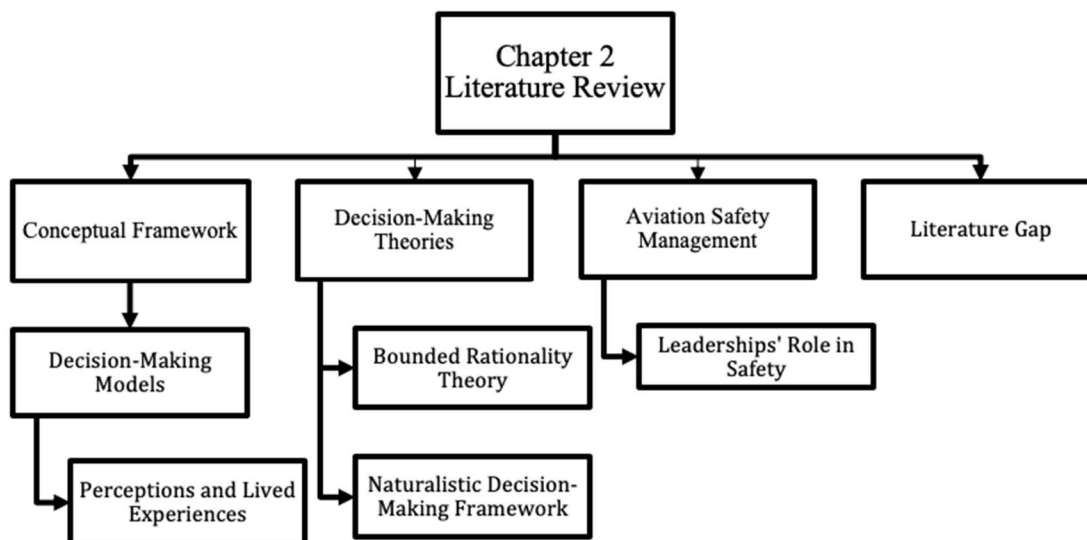 Chapter 2
Literature Review
Conceptual Framework
Decision-Making
Theories
Aviation Safety
Management
Literature Gap
Decision-Making
Models
Bounded Rationality
Theory
Leaderships' Role in
Safety
Perceptions and Lived
Experiences
Naturalistic Decision-
Making Framework